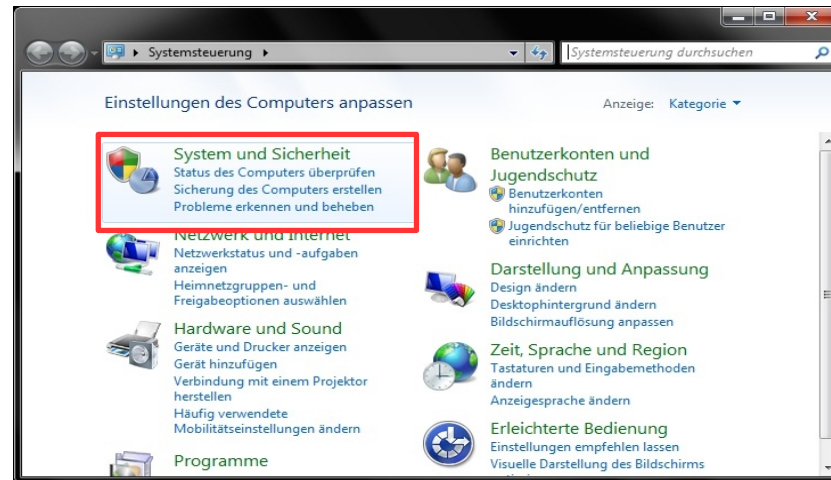 Systemsteuerung
Systemsteuerung durchsuchen
Einstellungen des Computers anpassen
Anzeige: Kategorie
System und Sicherheit
Status des Computers überprüfen
Sicherung des Computers erstellen
Probleme erkennen und beheben
Netzwerk und Internet
Netzwerkstatus und -aufgaben
anzeigen
Heimnetzgruppen- und
Freigabeoptionen auswählen
Hardware und Sound
Geräte und Drucker anzeigen
Gerät hinzufügen
Verbindung mit einem Projektor
herstellen
Häufig verwendete
Mobilitätseinstellungen ändern
Programme
Benutzerkonten und
Jugendschutz
Benutzerkonten
hinzufügen/entfernen
Jugendschutz für beliebige Benutzer
einrichten
Darstellung und Anpassung
Design ändern
Desktophintergrund ändern
Bildschirmauflösung anpassen
Zeit, Sprache und Region
Tastaturen und Eingabemethoden
ändern
Anzeigesprache ändern
Erleichterte Bedienung
Einstellungen empfehlen lassen
Visuelle Darstellung des Bildschirms